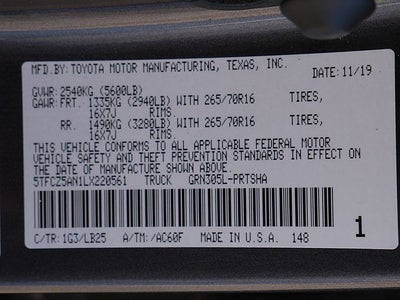 MFD.BY: TOYOTA MOTOR MANUFACTURING, TEXAS, INC.
DATE: 11/19
GVWR: 2540KG (5600LB)
GAWR: FRT. 1335KG (2940LB) WITH 265/70R16 TIRES,
16X7J RIMS.
RR. 1490KG (3280LB) WITH 265/70R16 TIRES,
16X7J RIMS.
THIS VEHICLE CONFORMS TO ALL APPLICABLE FEDERAL MOTOR
VEHICLE SAFETY AND THEFT PREVENTION STANDARDS IN EFFECT ON
THE DATE OF MANUFACTURE SHOWN ABOVE.
5TFCZ5AN1LX220561 TRUCK GRN305L-PRTSHA
1
C/TR: 1G3/LB25 A/TM: /AC60F MADE IN U.S.A. 148